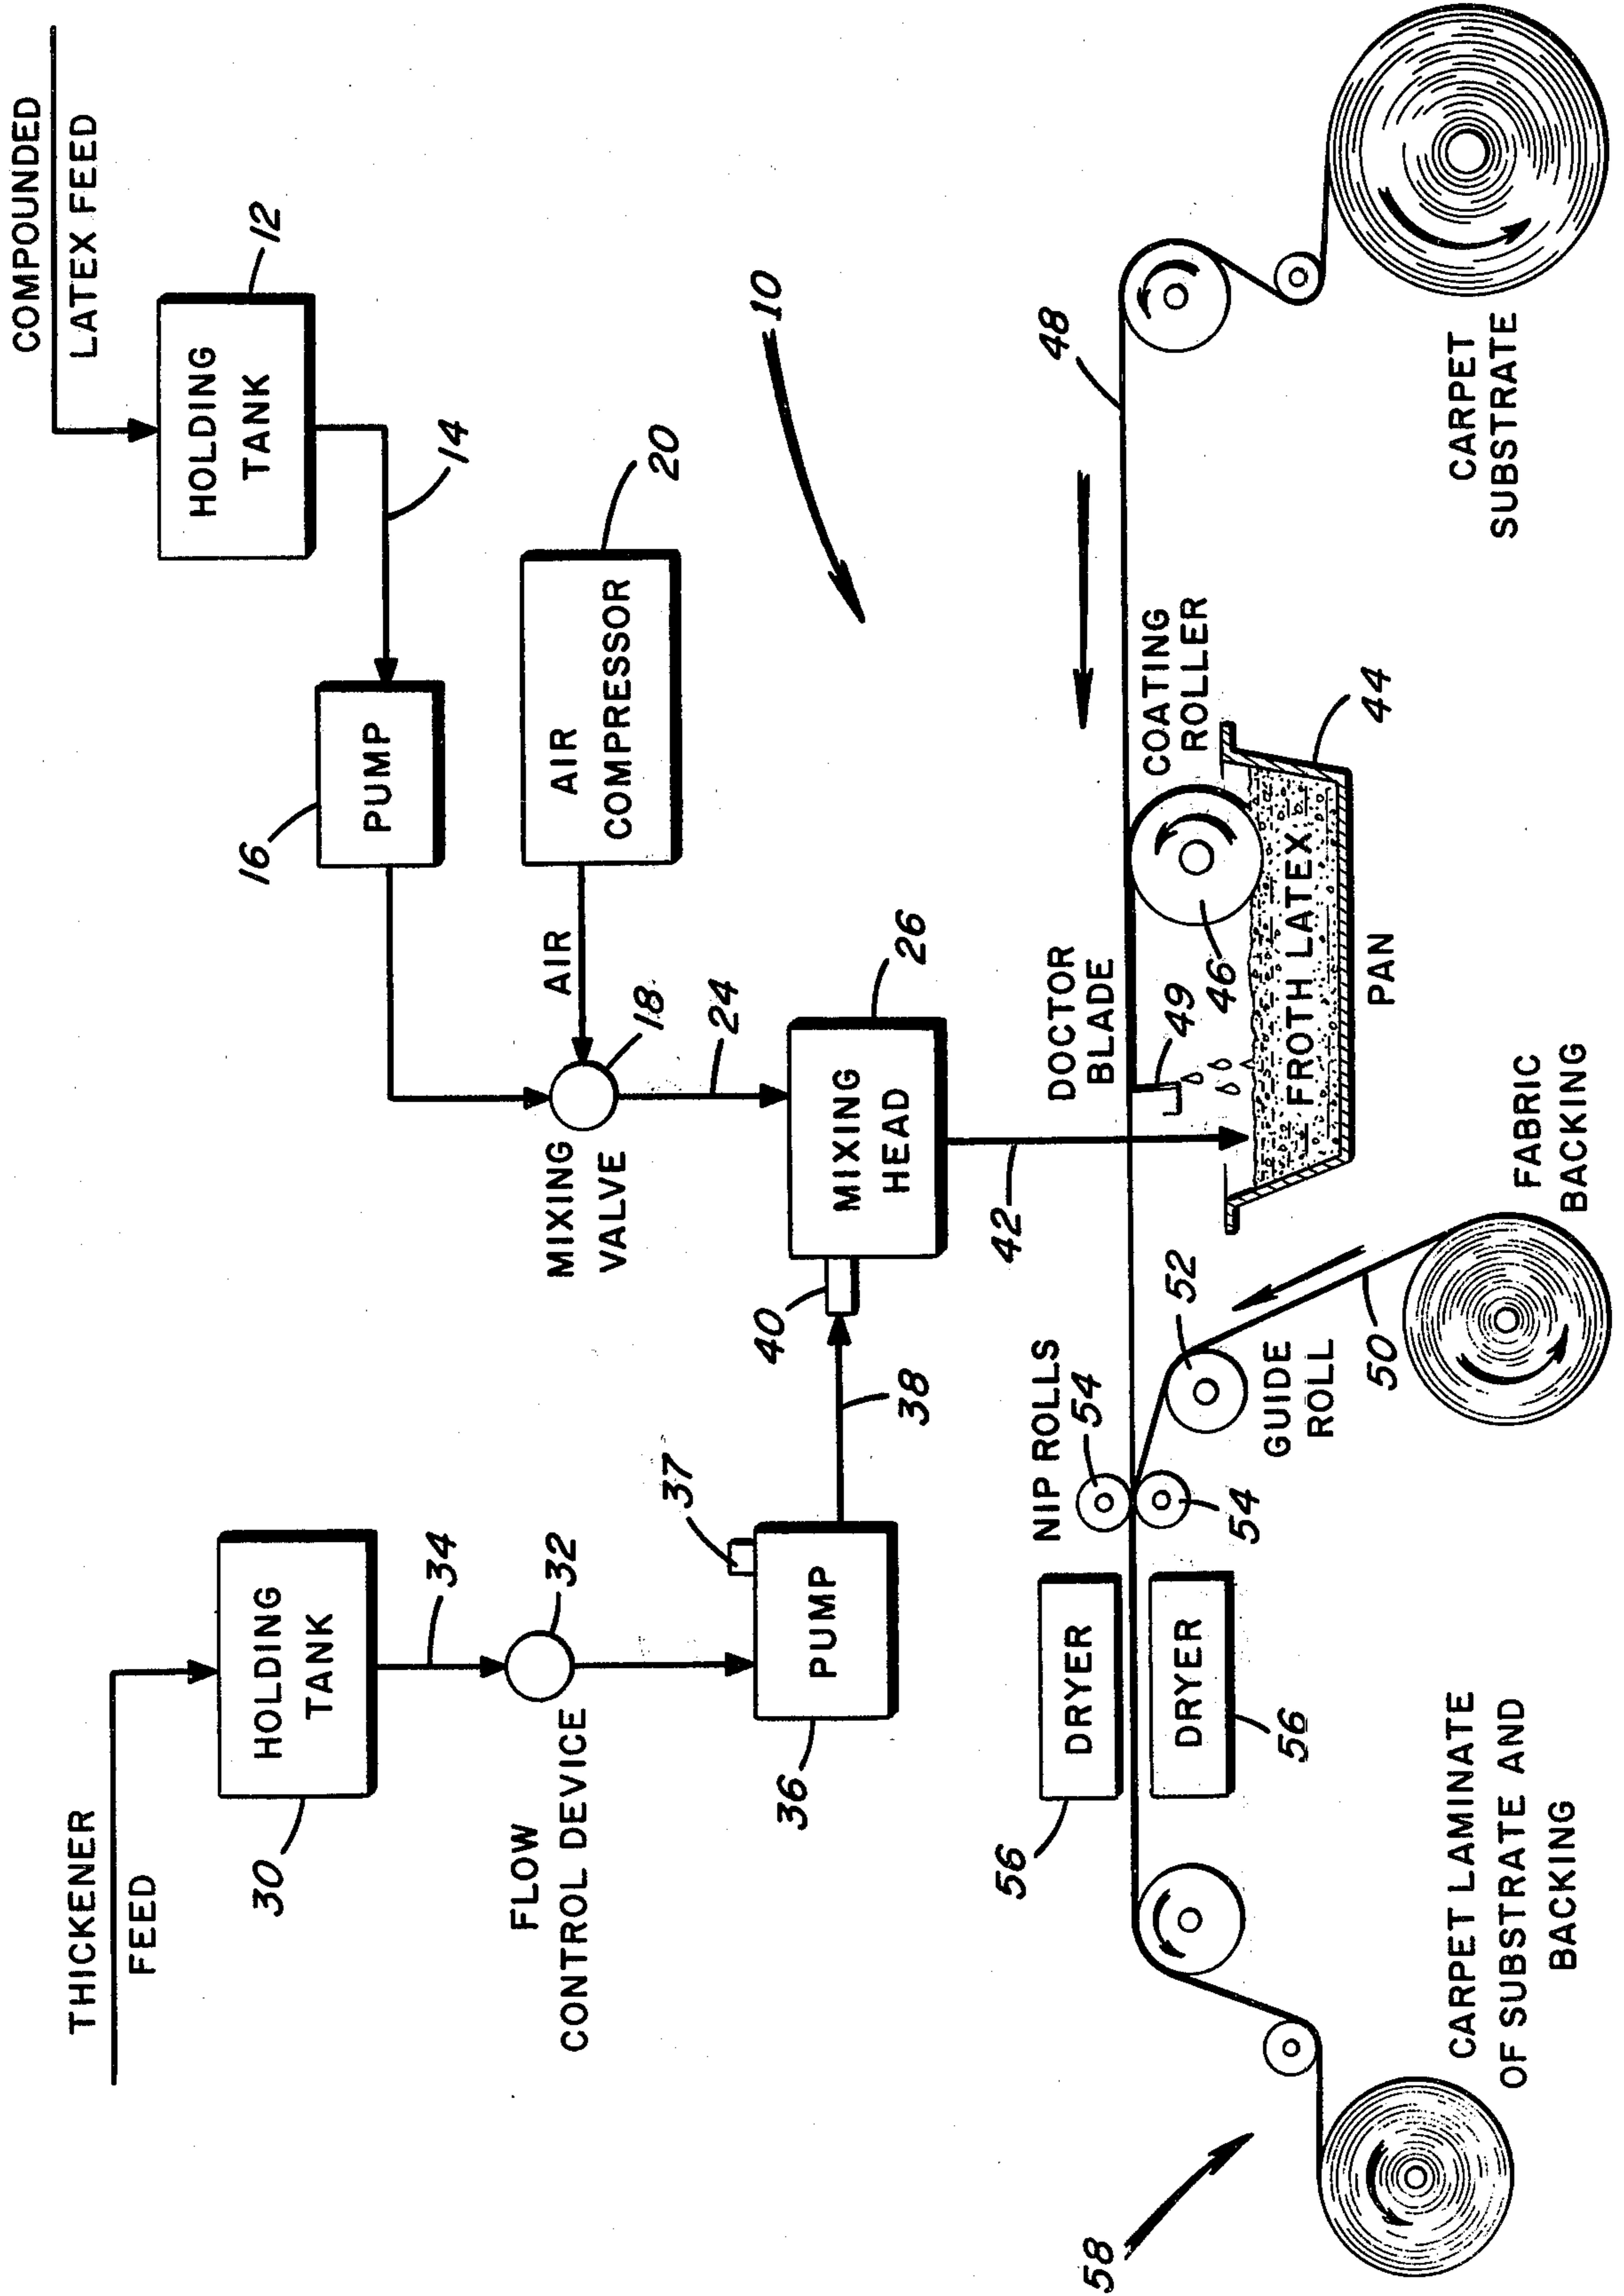 COMPOUNDED
LATEX FEED
THICKENER
FEED
HOLDING
TANK
12
14
HOLDING
TANK
30
34
PUMP
16
AIR
COMPRESSOR
20
AIR
FLOW
CONTROL DEVICE
32
MIXING
VALVE
18
24
10
37
PUMP
36
38
40
MIXING
HEAD
26
42
48
NIP ROLLS
54
54
DOCTOR
BLADE
49
COATING
ROLLER
46
FROTH LATEX
44
PAN
DRYER
56
DRYER
56
52
GUIDE
ROLL
50
FABRIC
BACKING
CARPET
SUBSTRATE
58
CARPET LAMINATE
OF SUBSTRATE AND
BACKING